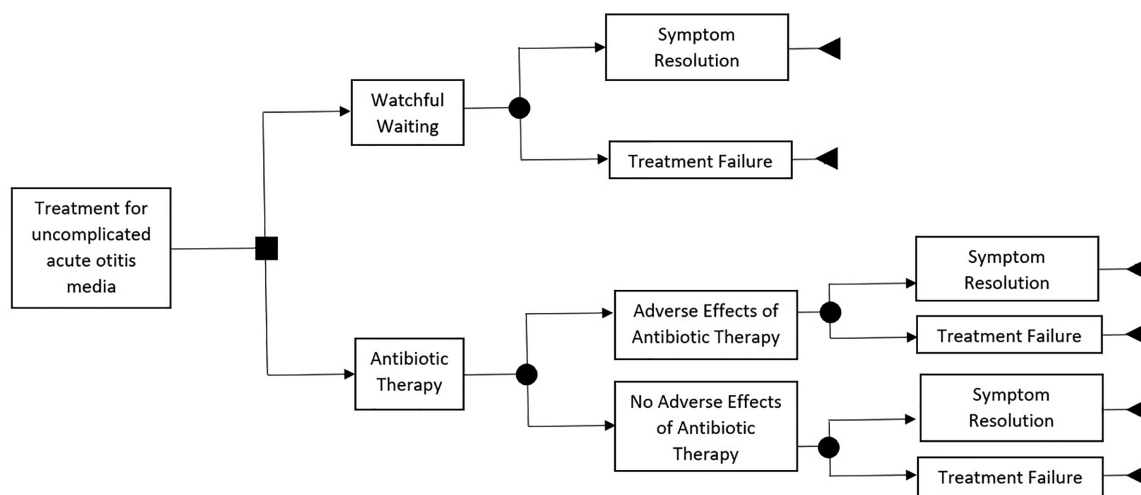 Treatment for
uncomplicated
acute otitis
media
Watchful
Waiting
Symptom
Resolution
Treatment Failure
Antibiotic
Therapy
Adverse Effects of
Antibiotic Therapy
Symptom
Resolution
Treatment Failure
No Adverse Effects
of Antibiotic
Therapy
Symptom
Resolution
Treatment Failure